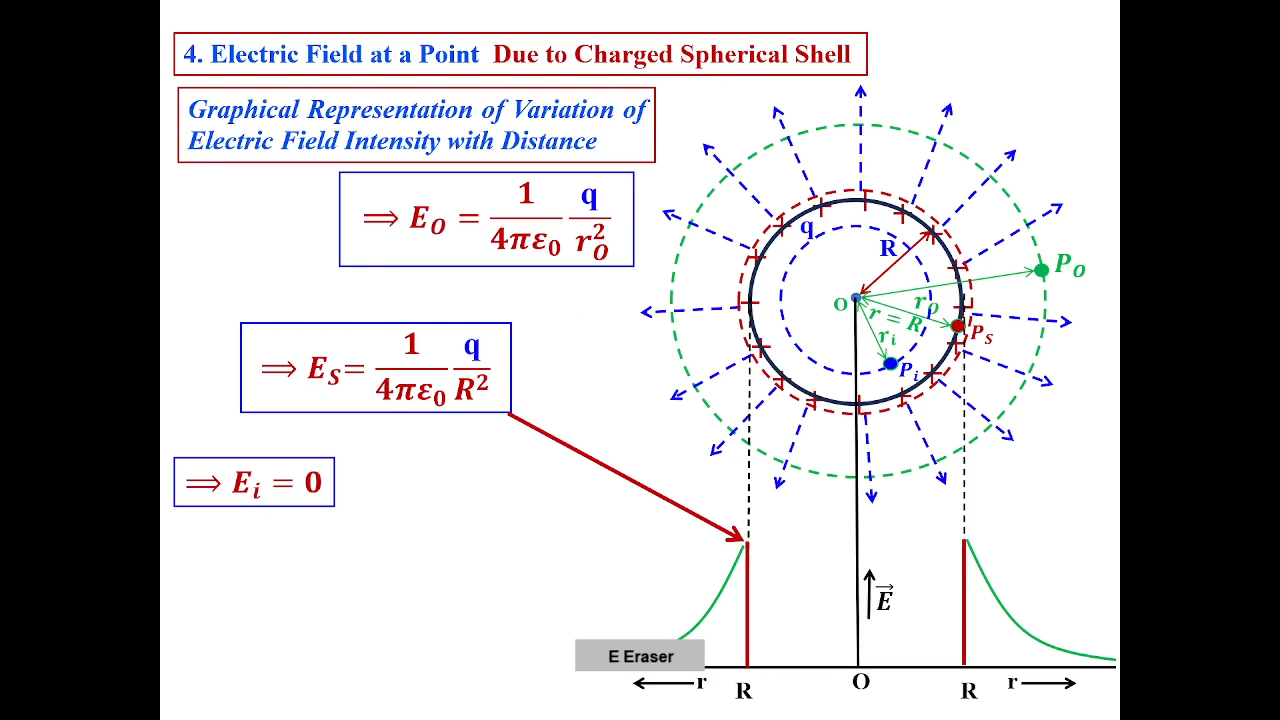 4. Electric Field at a Point Due to Charged Spherical Shell
Graphical Representation of Variation of
Electric Field Intensity with Distance
⟹ E_O = 1/(4πε₀) q/r_O²
⟹ E_S= 1/(4πε₀) q/R²
⟹ E_i = 0
q
R
P_O
O
r_O
r = R
r_i
P_S
P_i
E⃗
E Eraser
r
R
O
R
r